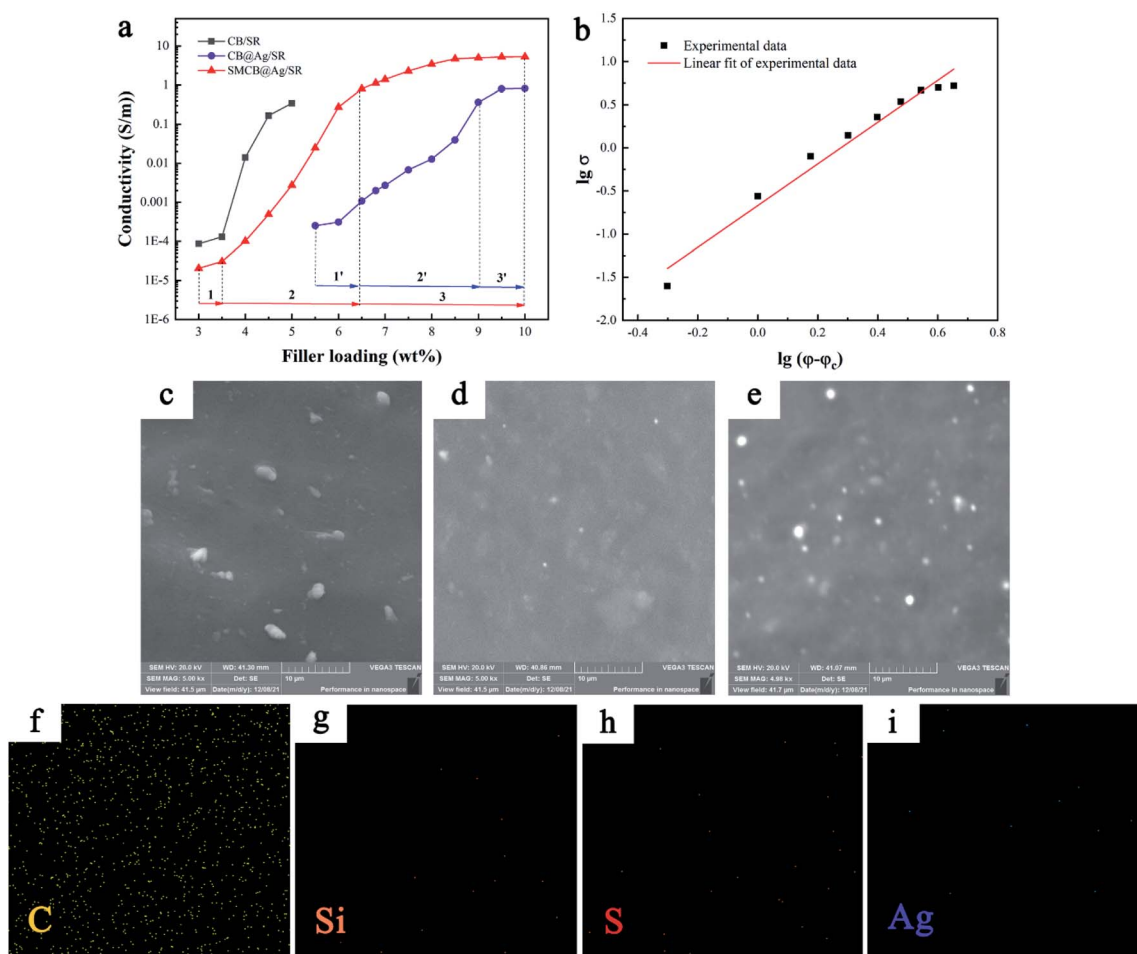 a
CB/SR
CB@Ag/SR
SMCB@Ag/SR
Conductivity (S/m))
10
1
0.1
0.01
0.001
1E-4
1E-5
1E-6
1'
2'
3'
1
2
3
3 4 5 6 7 8 9 10
Filler loading (wt%)
b
Experimental data
Linear fit of experimental data
lg σ
1.5
1.0
0.5
0.0
-0.5
-1.0
-1.5
-2.0
-0.4 -0.2 0.0 0.2 0.4 0.6 0.8
lg (φ-φc)
c
SEM HV: 20.0 kV WD: 41.30 mm VEGA3 TESCAN
SEM MAG: 5.00 kx Det: SE 10 μm
View field: 41.5 μm Date(m/d/y): 12/08/21 Performance in nanospace
d
SEM HV: 20.0 kV WD: 40.86 mm VEGA3 TESCAN
SEM MAG: 5.00 kx Det: SE 10 μm
View field: 41.5 μm Date(m/d/y): 12/08/21 Performance in nanospace
e
SEM HV: 20.0 kV WD: 41.07 mm VEGA3 TESCAN
SEM MAG: 4.98 kx Det: SE 10 μm
View field: 41.7 μm Date(m/d/y): 12/08/21 Performance in nanospace
f
C
g
Si
h
S
i
Ag